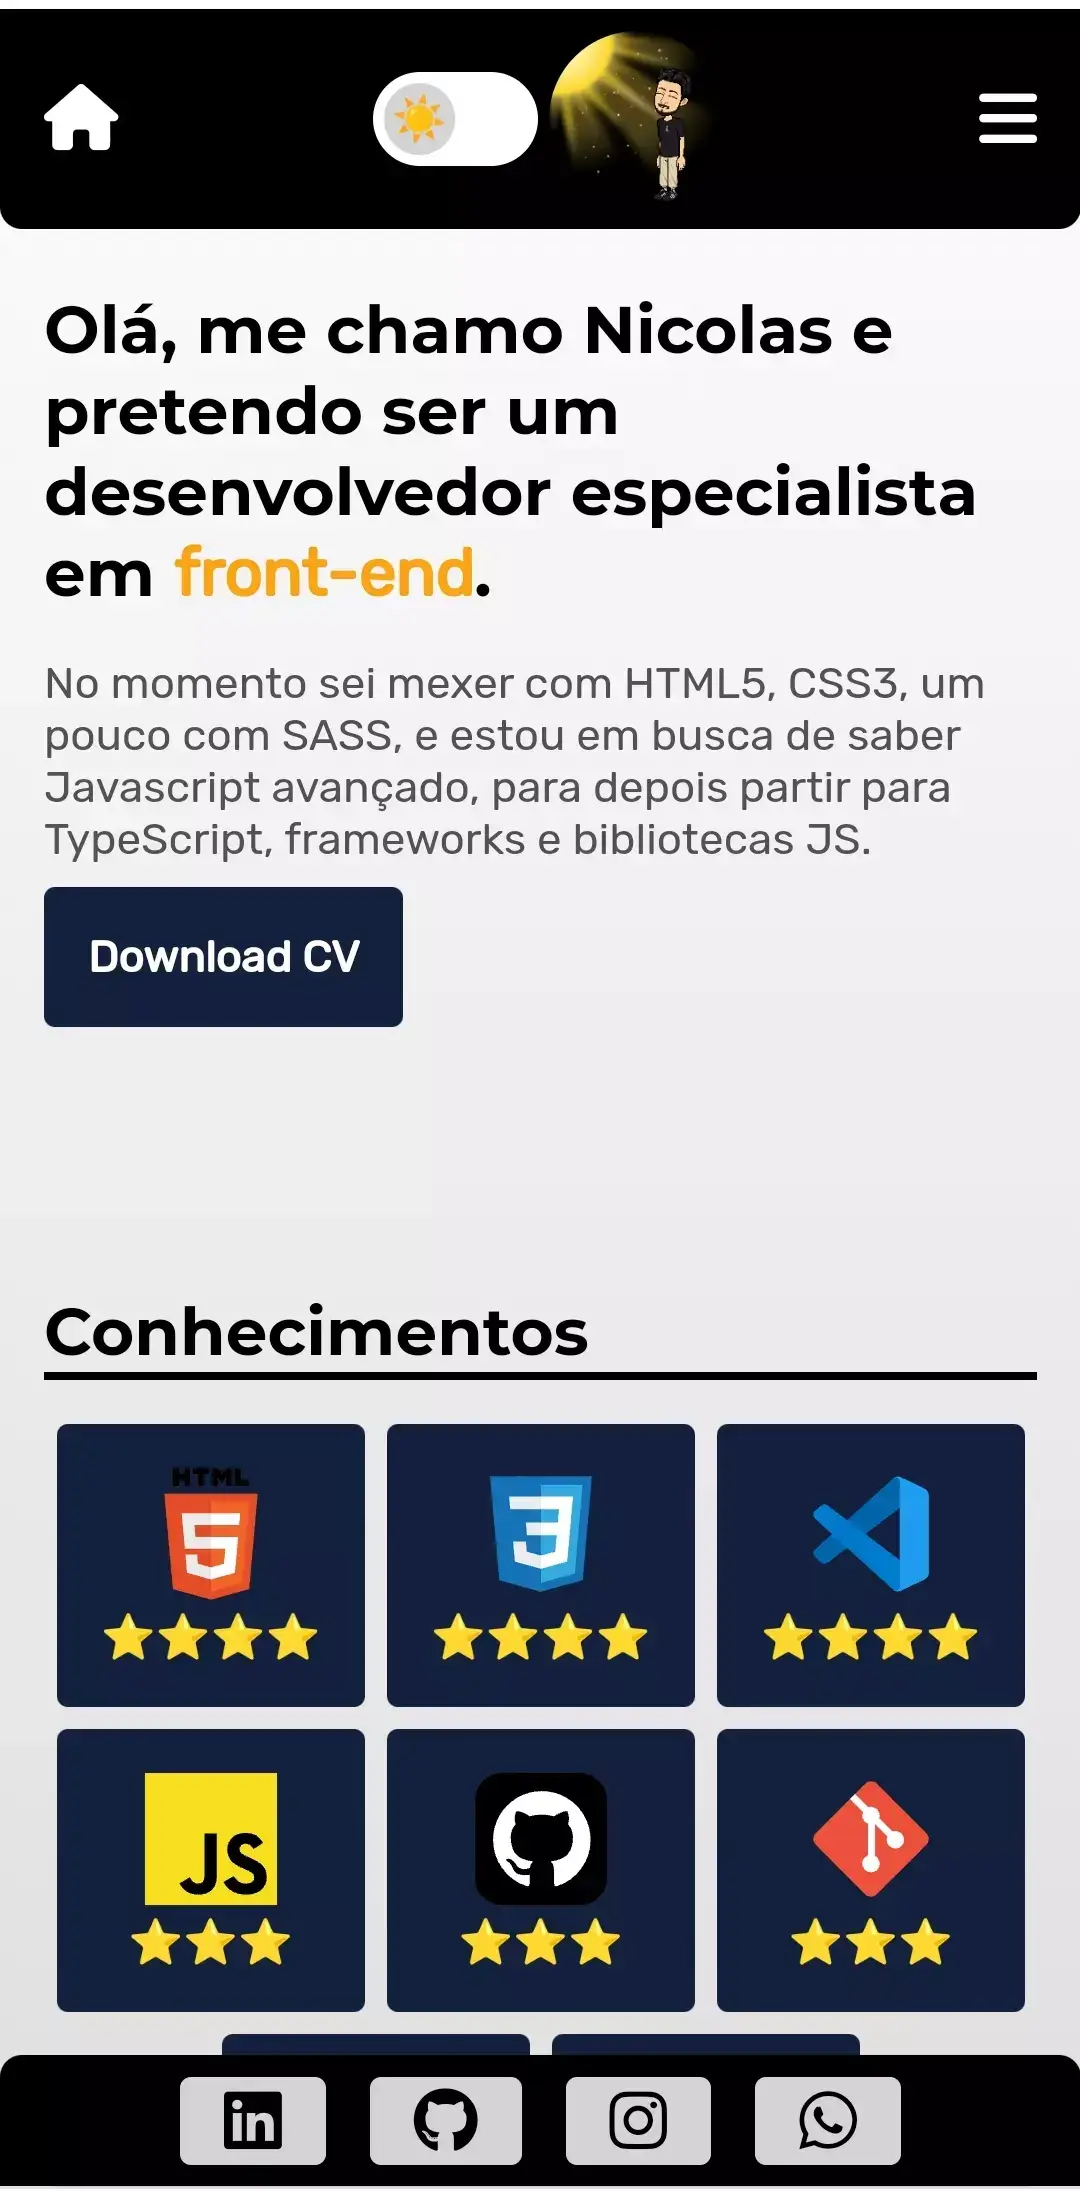 Olá, me chamo Nicolas e
pretendo ser um
desenvolvedor especialista
em front-end.
No momento sei mexer com HTML5, CSS3, um
pouco com SASS, e estou em busca de saber
Javascript avançado, para depois partir para
TypeScript, frameworks e bibliotecas JS.
Download CV
Conhecimentos
HTML
5
3
JS
in